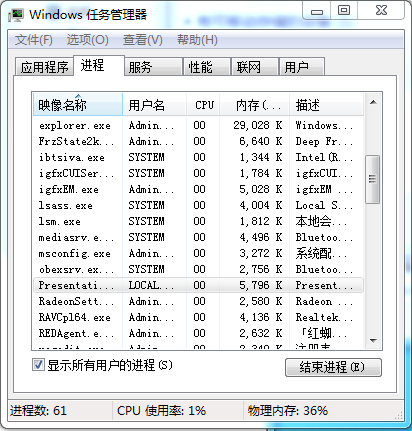 Windows 任务管理器
文件(F) 选项(O) 查看(V) 帮助(H)
应用程序 进程 服务 性能 联网 用户
映像名称 用户名 CPU 内存(... 描述
explorer.exe Admin... 00 29,028 K Windows...
FrzState2k... Admin... 00 6,640 K Deep Fr...
ibtsiva.exe SYSTEM 00 1,344 K Intel(R...
igfxCUISer... SYSTEM 00 1,784 K igfxCUI...
igfxEM.exe Admin... 00 5,028 K igfxEM ...
lsass.exe SYSTEM 00 4,004 K Local S...
lsm.exe SYSTEM 00 1,812 K 本地会...
mediasrv.e... SYSTEM 00 4,496 K Bluetoo...
msconfig.exe Admin... 00 3,272 K 系统配...
obexsrv.ex... SYSTEM 00 2,756 K Bluetoo...
Presentati... LOCAL... 00 5,796 K Present...
RadeonSett... Admin... 00 2,580 K Radeon ...
RAVCpl64.exe Admin... 00 4,136 K Realtek...
REDAgent.e... Admin... 00 2,632 K 「红蜘...
显示所有用户的进程(S) 结束进程(E)
进程数: 61 CPU 使用率: 1% 物理内存: 36%